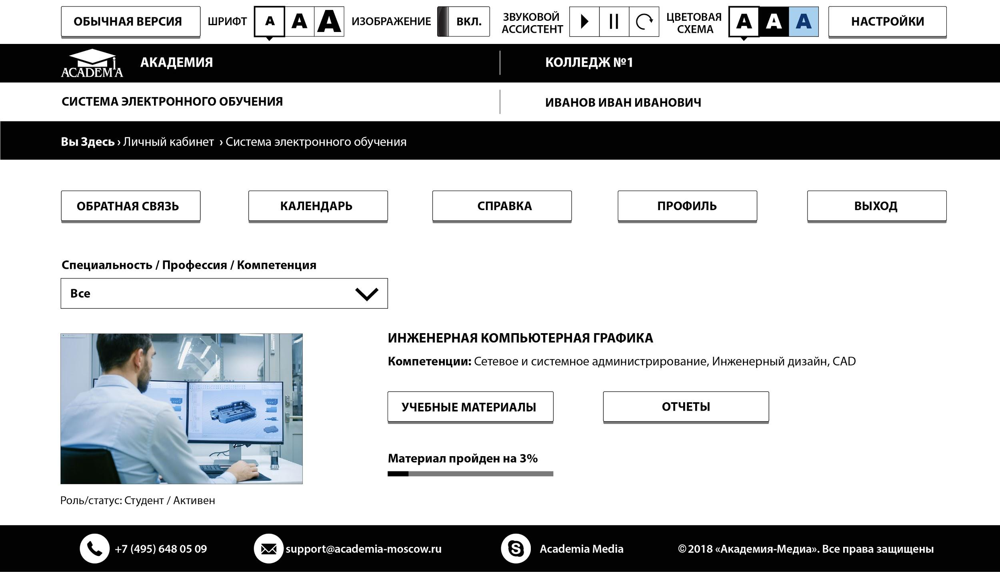 ОБЫЧНАЯ ВЕРСИЯ ШРИФТ А А А ИЗОБРАЖЕНИЕ ВКЛ. ЗВУКОВОЙ АССИСТЕНТ ЦВЕТОВАЯ СХЕМА А А А НАСТРОЙКИ
ACADEMiA АКАДЕМИЯ КОЛЛЕДЖ №1
СИСТЕМА ЭЛЕКТРОННОГО ОБУЧЕНИЯ ИВАНОВ ИВАН ИВАНОВИЧ
Вы Здесь › Личный кабинет › Система электронного обучения
ОБРАТНАЯ СВЯЗЬ КАЛЕНДАРЬ СПРАВКА ПРОФИЛЬ ВЫХОД
Специальность / Профессия / Компетенция
Все
ИНЖЕНЕРНАЯ КОМПЬЮТЕРНАЯ ГРАФИКА
Компетенции: Сетевое и системное администрирование, Инженерный дизайн, CAD
УЧЕБНЫЕ МАТЕРИАЛЫ ОТЧЕТЫ
Материал пройден на 3%
Роль/статус: Студент / Активен
+7 (495) 648 05 09 support@academia-moscow.ru Academia Media ©2018 «Академия-Медиа». Все права защищены